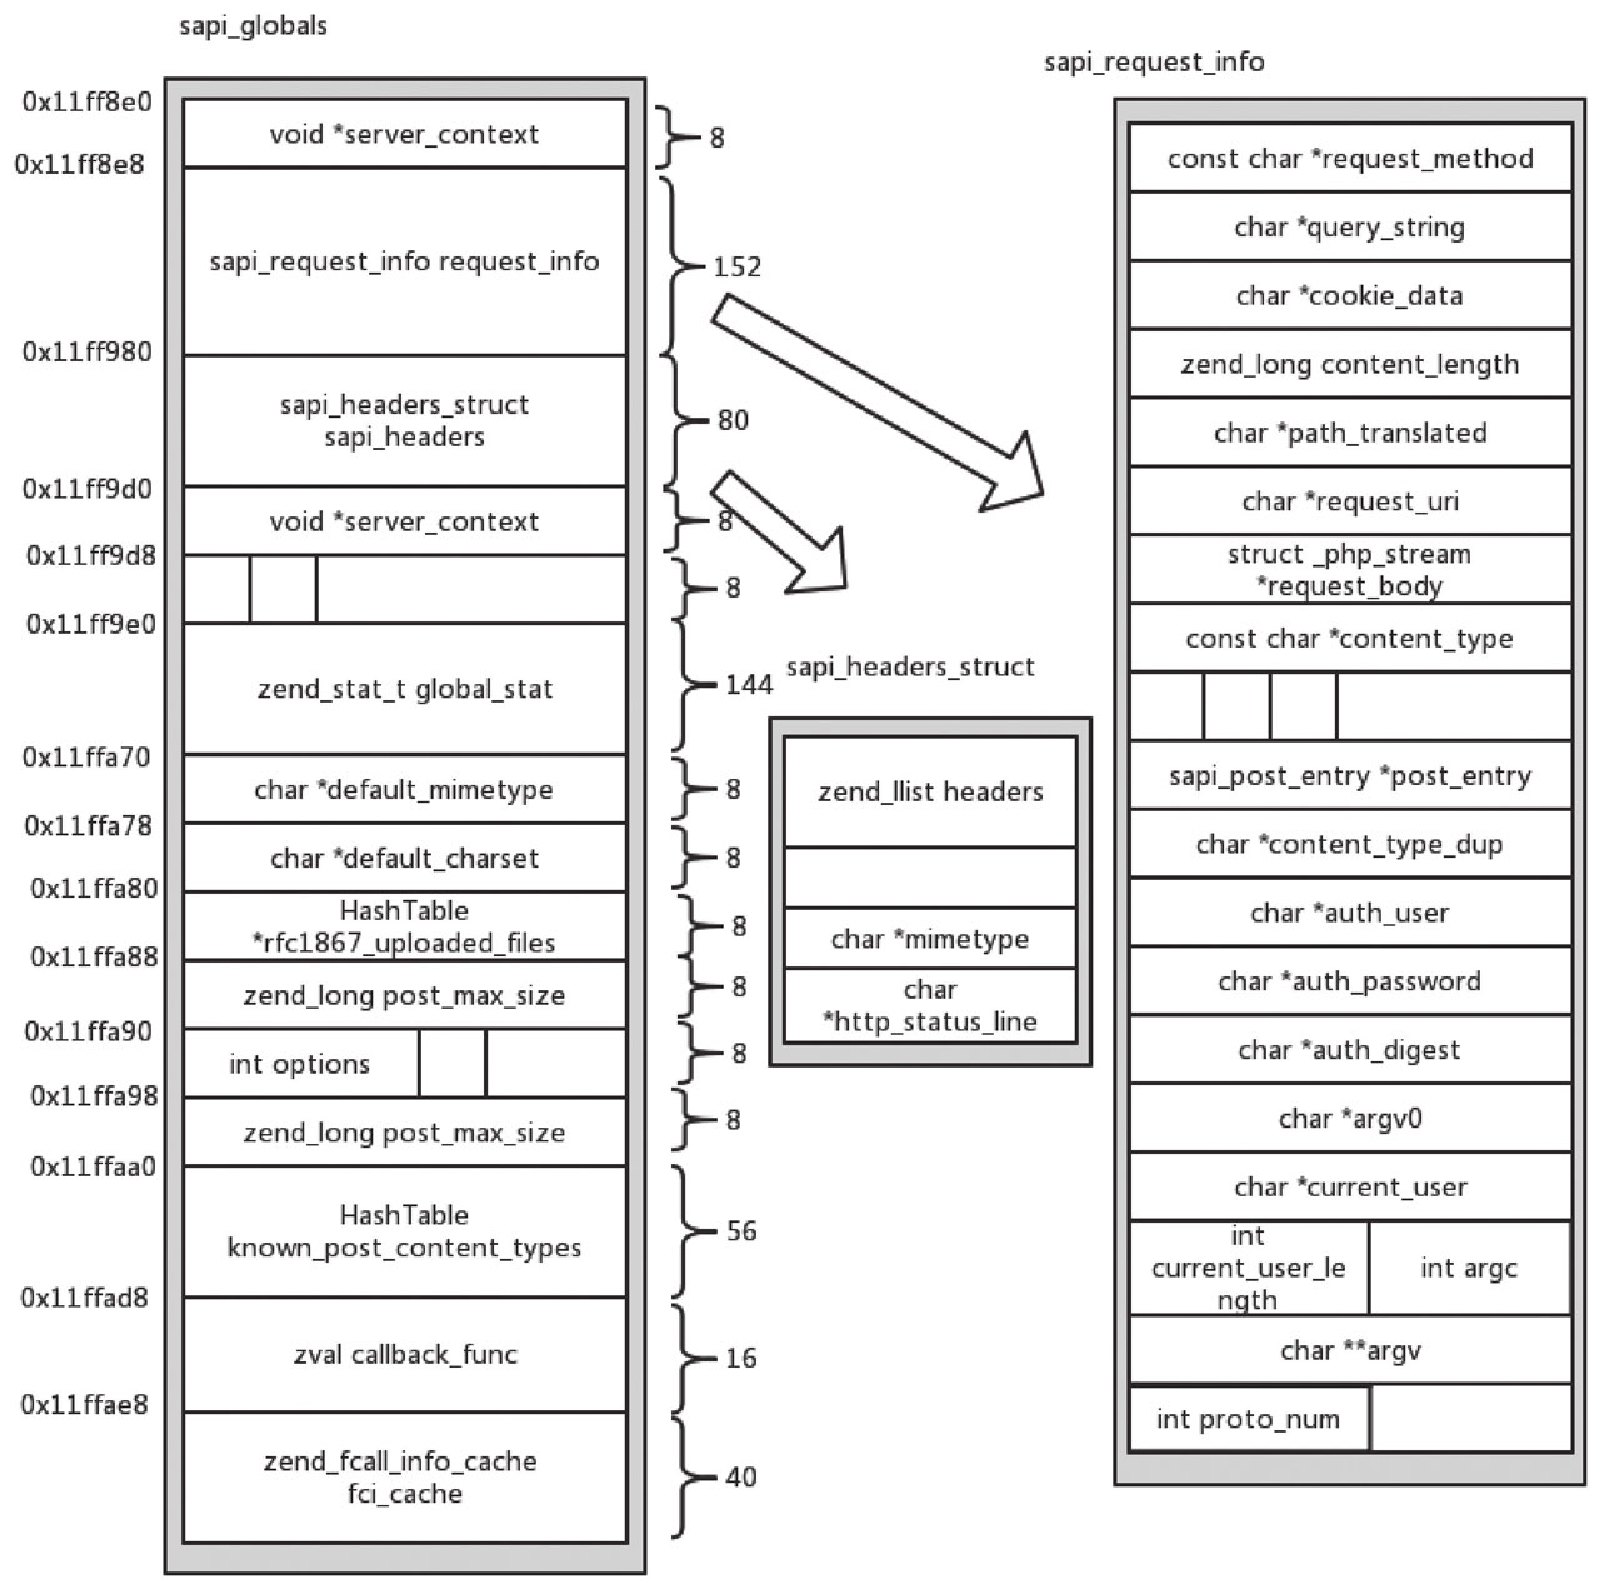 sapi_globals
0x11ff8e0
void *server_context
8
0x11ff8e8
sapi_request_info request_info
152
0x11ff980
sapi_headers_struct
sapi_headers
80
0x11ff9d0
void *server_context
8
0x11ff9d8
8
0x11ff9e0
zend_stat_t global_stat
144
0x11ffa70
char *default_mimetype
8
0x11ffa78
char *default_charset
8
0x11ffa80
HashTable
*rfc1867_uploaded_files
8
0x11ffa88
zend_long post_max_size
8
0x11ffa90
int options
8
0x11ffa98
zend_long post_max_size
8
0x11ffaa0
HashTable
known_post_content_types
56
0x11ffad8
zval callback_func
16
0x11ffae8
zend_fcall_info_cache
fci_cache
40
sapi_headers_struct
zend_llist headers
char *mimetype
char
*http_status_line
sapi_request_info
const char *request_method
char *query_string
char *cookie_data
zend_long content_length
char *path_translated
char *request_uri
struct _php_stream
*request_body
const char *content_type
sapi_post_entry *post_entry
char *content_type_dup
char *auth_user
char *auth_password
char *auth_digest
char *argv0
char *current_user
int
current_user_le
ngth
int argc
char **argv
int proto_num